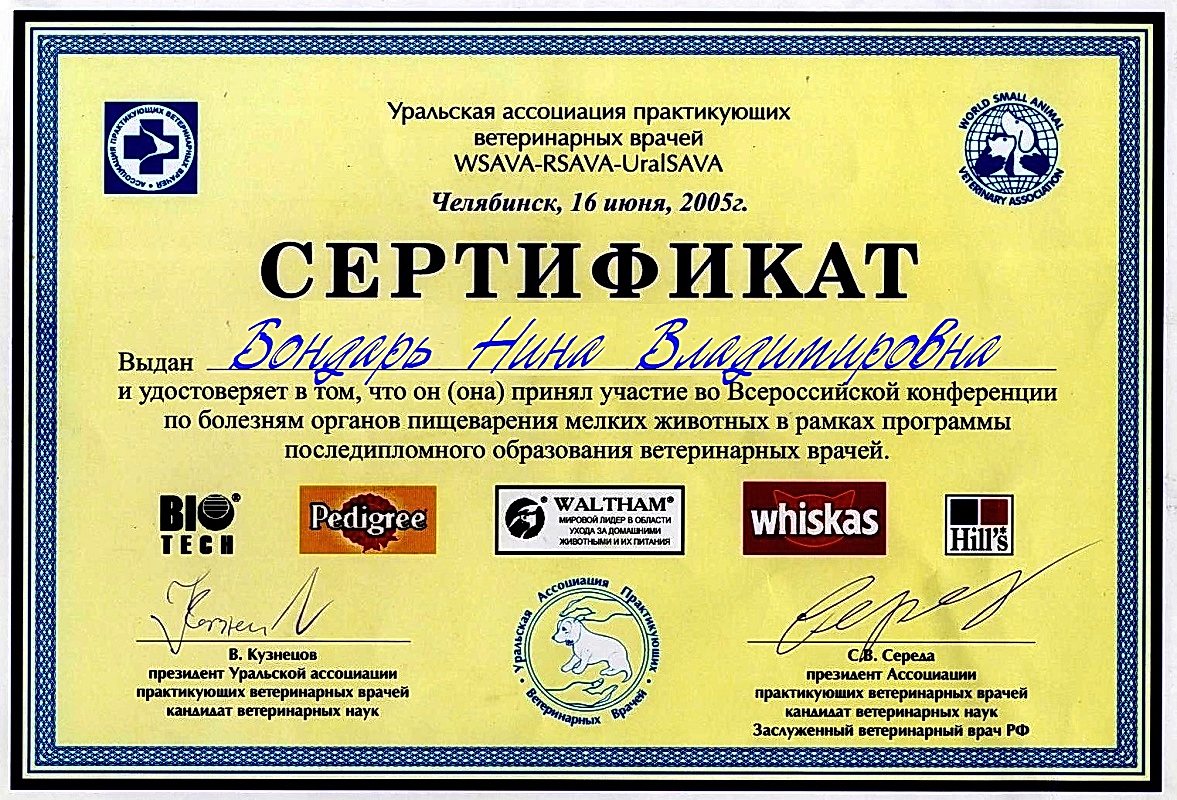 Уральская ассоциация практикующих
ветеринарных врачей
WSAVA-RSAVA-UralSAVA
Челябинск, 16 июня, 2005г.
АССОЦИАЦИЯ ПРАКТИКУЮЩИХ ВЕТЕРИНАРНЫХ ВРАЧЕЙ •
WORLD SMALL ANIMAL
VETERINARY ASSOCIATION
СЕРТИФИКАТ
Выдан Бондарь Нина Владимировна
и удостоверяет в том, что он (она) принял участие во Всероссийской конференции
по болезням органов пищеварения мелких животных в рамках программы
последипломного образования ветеринарных врачей.
BIO®
TECH
Pedigree
WALTHAM®
МИРОВОЙ ЛИДЕР В ОБЛАСТИ
УХОДА ЗА ДОМАШНИМИ
ЖИВОТНЫМИ И ИХ ПИТАНИЯ
whiskas
Hill's
Уральская Ассоциация Практикующих
• Ветеринарных Врачей •
В. Кузнецов
президент Уральской ассоциации
практикующих ветеринарных врачей
кандидат ветеринарных наук
С.В. Середа
президент Ассоциации
практикующих ветеринарных врачей
кандидат ветеринарных наук
Заслуженный ветеринарный врач РФ